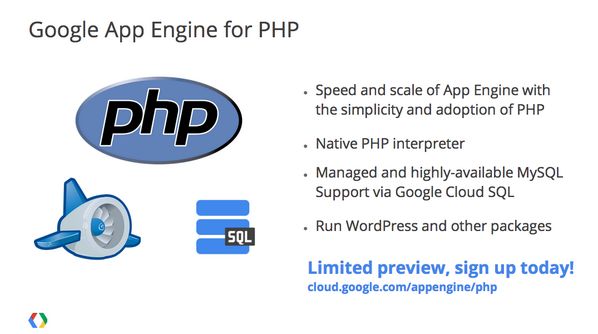 Google App Engine for PHP
php
SQL
Speed and scale of App Engine with
the simplicity and adoption of PHP
Native PHP interpreter
Managed and highly-available MySQL
Support via Google Cloud SQL
Run WordPress and other packages
Limited preview, sign up today!
cloud.google.com/appengine/php